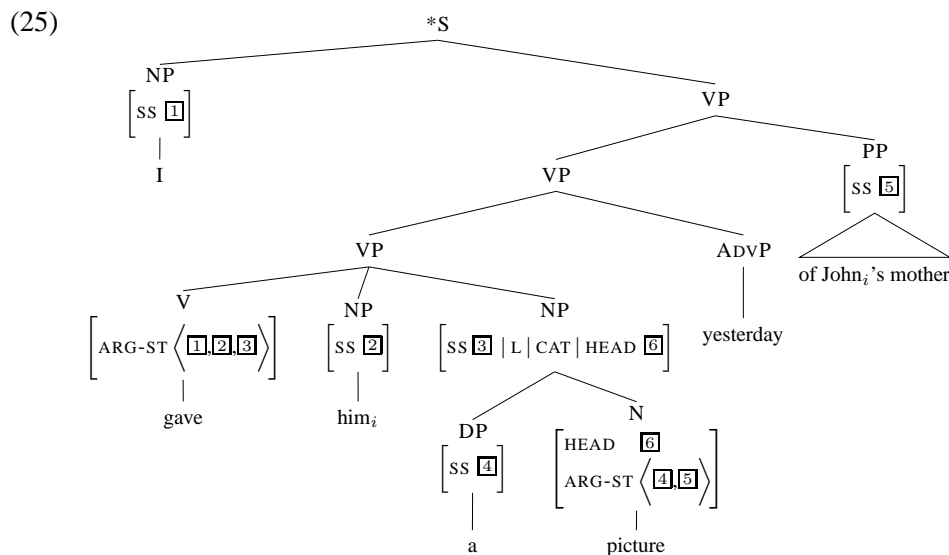 (25)
*S
NP
[SS 1]
I
VP
VP
PP
[SS 5]
of Johnᵢ's mother
VP
ADVP
yesterday
V
[ARG-ST ⟨1,2,3⟩]
gave
NP
[SS 2]
himᵢ
NP
[SS 3 | L | CAT | HEAD 6]
DP
[SS 4]
a
N
[HEAD 6
ARG-ST ⟨4,5⟩]
picture